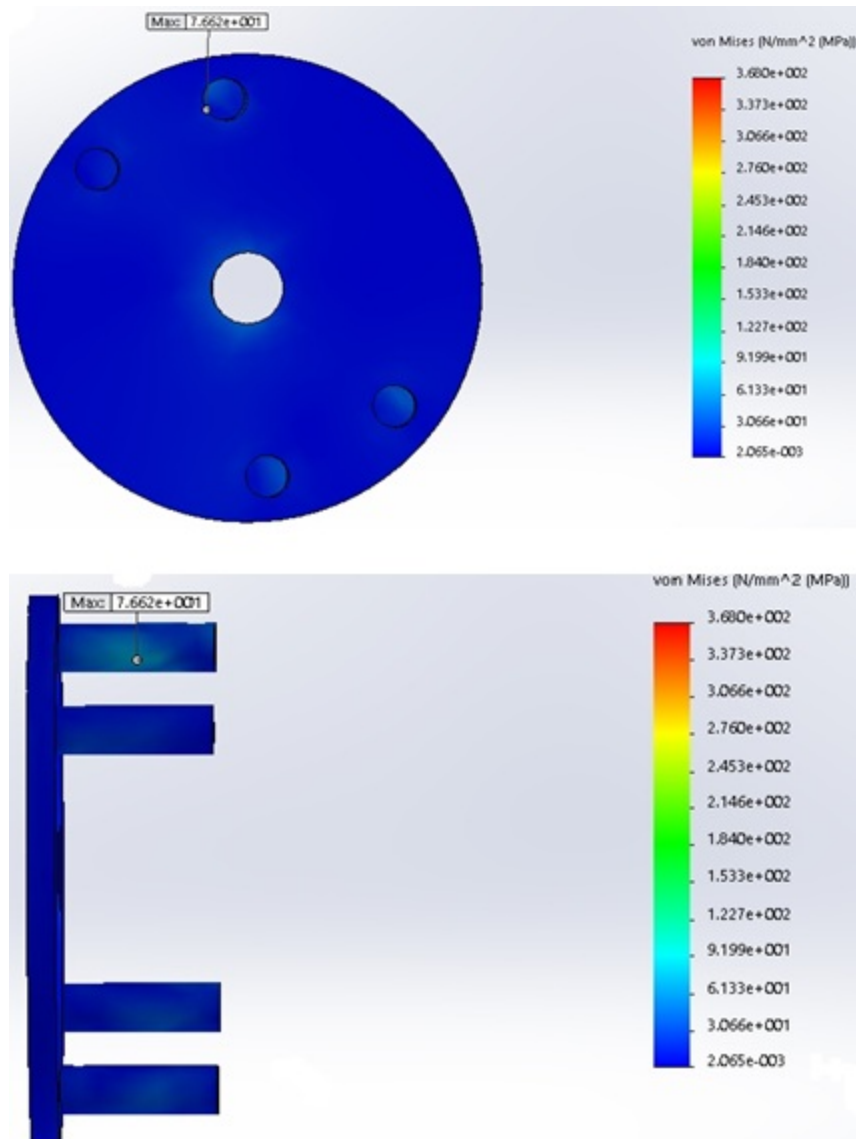 Max: 7.662e+001
von Mises (N/mm^2 (MPa))
3.680e+002
3.373e+002
3.066e+002
2.760e+002
2.453e+002
2.146e+002
1.840e+002
1.533e+002
1.227e+002
9.199e+001
6.133e+001
3.066e+001
2.065e-003
von Mises (N/mm^2 (MPa))
Max: 7.662e+001
3.680e+002
3.373e+002
3.066e+002
2.760e+002
2.453e+002
2.146e+002
1.840e+002
1.533e+002
1.227e+002
9.199e+001
6.133e+001
3.066e+001
2.065e-003